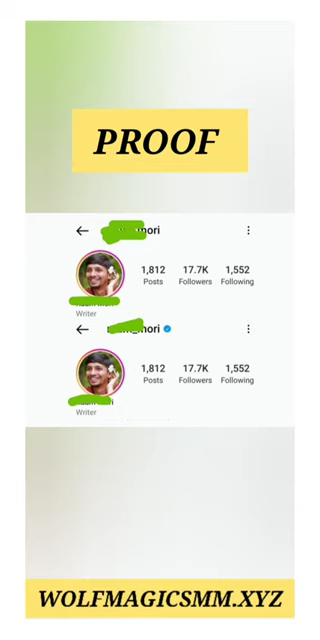 PROOF
mori
1,812 17.7K 1,552
Posts Followers Following
Writer
_mori
1,812 17.7K 1,552
Posts Followers Following
Writer
WOLFMAGICSMM.XYZ